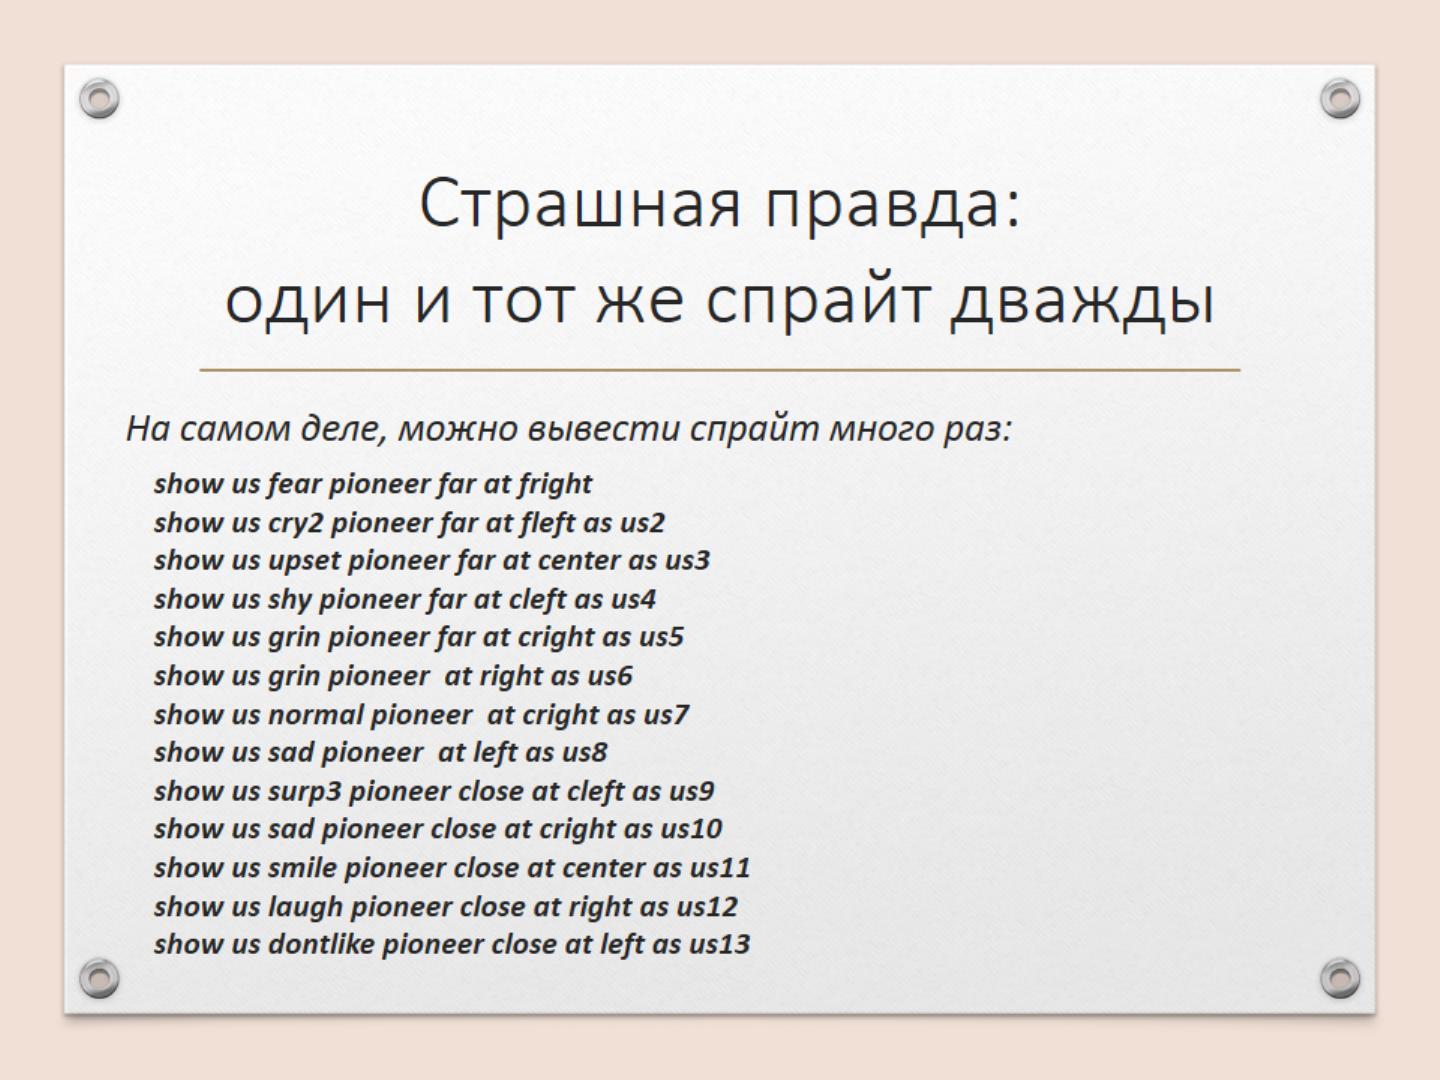 Страшная правда:
один и тот же спрайт дважды
На самом деле, можно вывести спрайт много раз:
show us fear pioneer far at fright
show us cry2 pioneer far at fleft as us2
show us upset pioneer far at center as us3
show us shy pioneer far at cleft as us4
show us grin pioneer far at cright as us5
show us grin pioneer  at right as us6
show us normal pioneer  at cright as us7
show us sad pioneer  at left as us8
show us surp3 pioneer close at cleft as us9
show us sad pioneer close at cright as us10
show us smile pioneer close at center as us11
show us laugh pioneer close at right as us12
show us dontlike pioneer close at left as us13